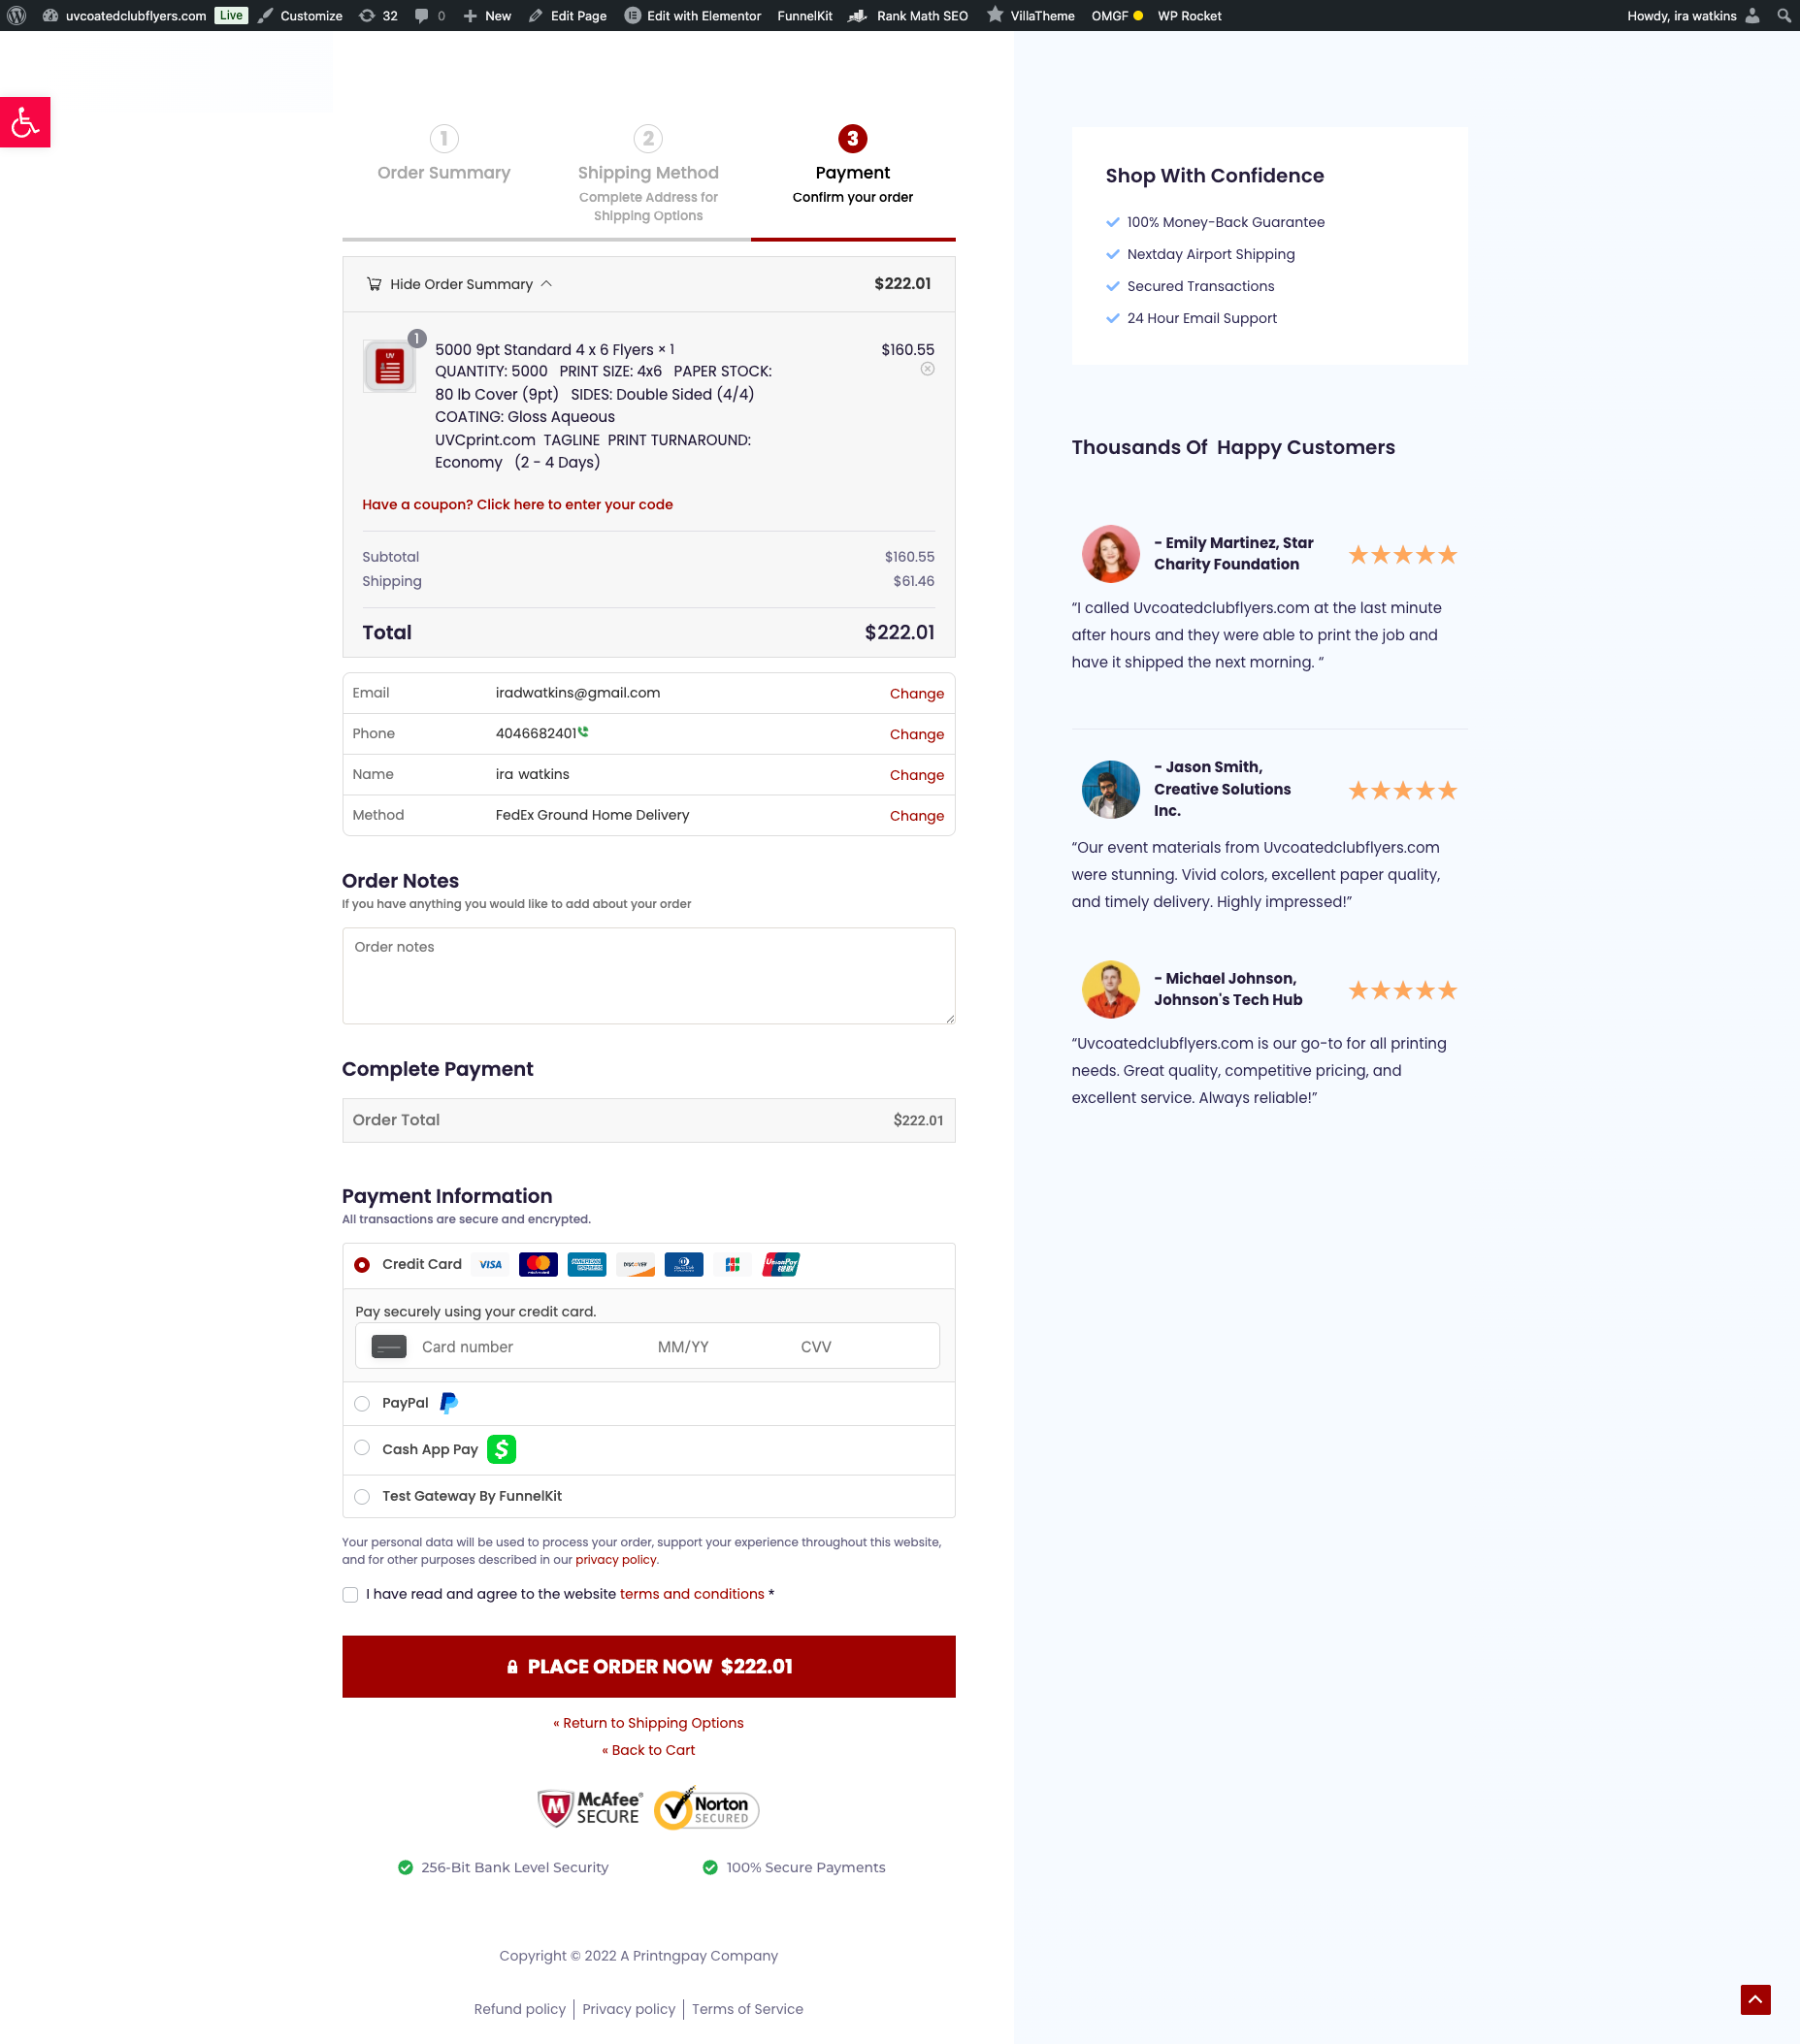 uvcoatedclubflyers.com Live Customize 32 0 New Edit Page Edit with Elementor FunnelKit Rank Math SEO VillaTheme OMGF WP Rocket Howdy, ira watkins
1 2 3
Order Summary Shipping Method Payment
Complete Address for Shipping Options Confirm your order
Hide Order Summary $222.01
1
UV
5000 9pt Standard 4 x 6 Flyers × 1 $160.55
QUANTITY: 5000 PRINT SIZE: 4x6 PAPER STOCK:
80 lb Cover (9pt) SIDES: Double Sided (4/4)
COATING: Gloss Aqueous
UVCprint.com TAGLINE PRINT TURNAROUND:
Economy (2 - 4 Days)
Have a coupon? Click here to enter your code
Subtotal $160.55
Shipping $61.46
Total $222.01
Email iradwatkins@gmail.com Change
Phone 4046682401 Change
Name ira watkins Change
Method FedEx Ground Home Delivery Change
Order Notes
If you have anything you would like to add about your order
Order notes
Complete Payment
Order Total $222.01
Payment Information
All transactions are secure and encrypted.
Credit Card VISA mastercard AMERICAN EXPRESS DISCOVER JCB UnionPay
Pay securely using your credit card.
Card number MM/YY CVV
PayPal
Cash App Pay
Test Gateway By FunnelKit
Your personal data will be used to process your order, support your experience throughout this website,
and for other purposes described in our privacy policy.
I have read and agree to the website terms and conditions *
PLACE ORDER NOW $222.01
« Return to Shipping Options
« Back to Cart
McAfee® SECURE Norton SECURED
256-Bit Bank Level Security 100% Secure Payments
Copyright © 2022 A Printngpay Company
Refund policy Privacy policy Terms of Service
Shop With Confidence
100% Money-Back Guarantee
Nextday Airport Shipping
Secured Transactions
24 Hour Email Support
Thousands Of Happy Customers
- Emily Martinez, Star
Charity Foundation
“I called Uvcoatedclubflyers.com at the last minute
after hours and they were able to print the job and
have it shipped the next morning. “
- Jason Smith,
Creative Solutions
Inc.
“Our event materials from Uvcoatedclubflyers.com
were stunning. Vivid colors, excellent paper quality,
and timely delivery. Highly impressed!”
- Michael Johnson,
Johnson's Tech Hub
“Uvcoatedclubflyers.com is our go-to for all printing
needs. Great quality, competitive pricing, and
excellent service. Always reliable!”